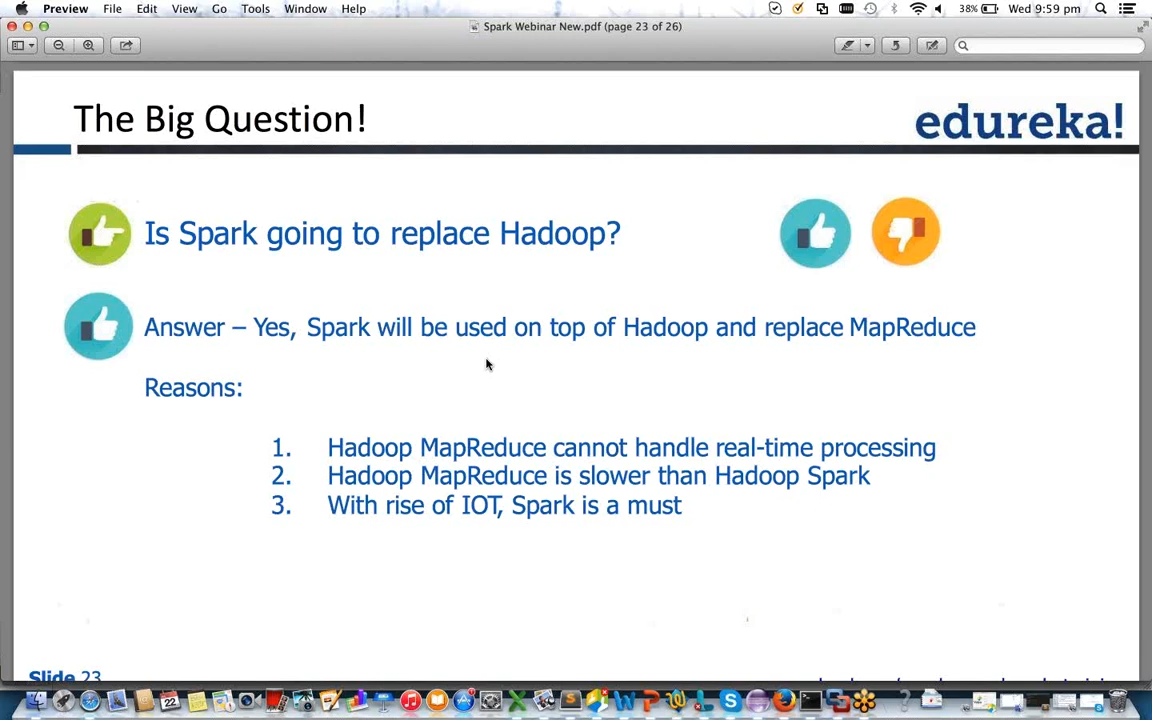 Preview File Edit View Go Tools Window Help 38% Wed 9:59 pm
Spark Webinar New.pdf (page 23 of 26)
The Big Question!
edureka!
Is Spark going to replace Hadoop?
Answer – Yes, Spark will be used on top of Hadoop and replace MapReduce
Reasons:
1. Hadoop MapReduce cannot handle real-time processing
2. Hadoop MapReduce is slower than Hadoop Spark
3. With rise of IOT, Spark is a must
Slide 23
22